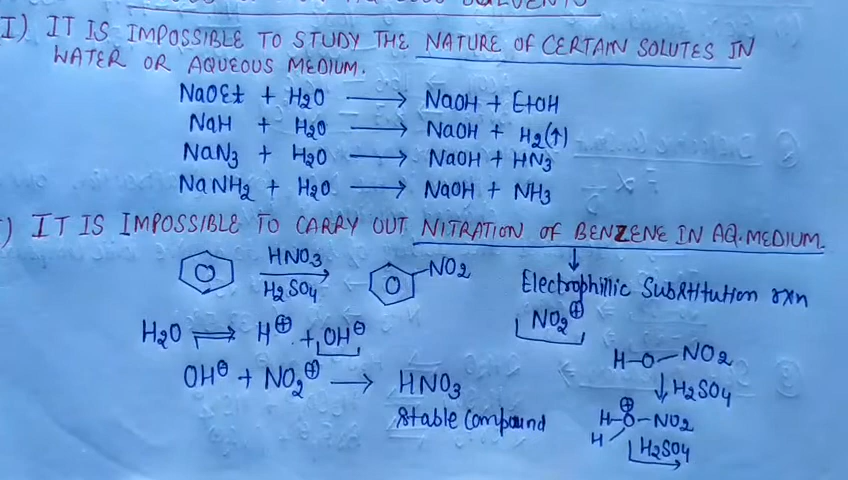 I) IT IS IMPOSSIBLE TO STUDY THE NATURE OF CERTAIN SOLUTES IN
WATER OR AQUEOUS MEDIUM.
NaOEt + H2O ⟶ NaOH + EtOH
NaH + H2O ⟶ NaOH + H2(↑)
NaN3 + H2O ⟶ NaOH + HN3
NaNH2 + H2O ⟶ NaOH + NH3
) IT IS IMPOSSIBLE TO CARRY OUT NITRATION OF BENZENE IN AQ. MEDIUM.
HNO3
H2SO4
NO2
↓
Electrophillic Substitution rxn
NO2⊕
H2O ⇌ H⊕ + OH⊖
OH⊖ + NO2⊕ ⟶ HNO3
Stable Compound
H-O-NO2
↓ H2SO4
⊕
H-O-NO2
H
H2SO4